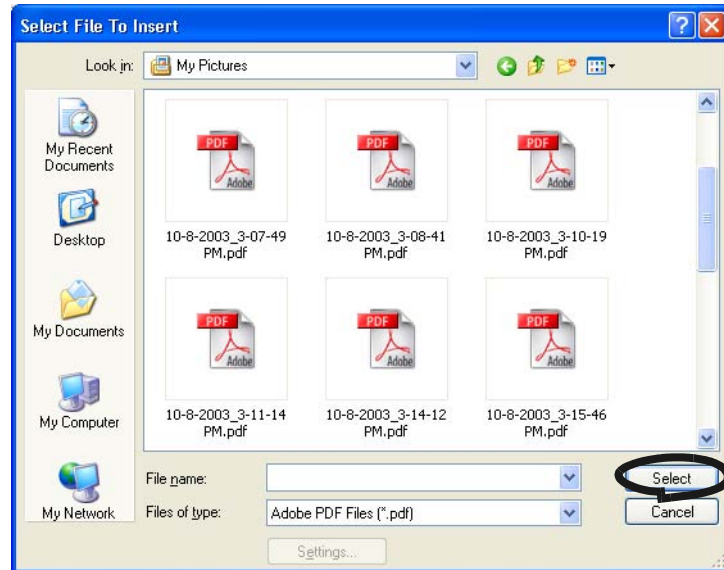 Select File To Insert
Look in:
My Pictures
My Recent
Documents
Desktop
My Documents
My Computer
My Network
PDF
Adobe
PDF
Adobe
PDF
Adobe
10-8-2003_3-07-49
PM.pdf
10-8-2003_3-08-41
PM.pdf
10-8-2003_3-10-19
PM.pdf
PDF
Adobe
PDF
Adobe
PDF
Adobe
10-8-2003_3-11-14
PM.pdf
10-8-2003_3-14-12
PM.pdf
10-8-2003_3-15-46
PM.pdf
File name:
Select
Files of type:
Adobe PDF Files (*.pdf)
Cancel
Settings...